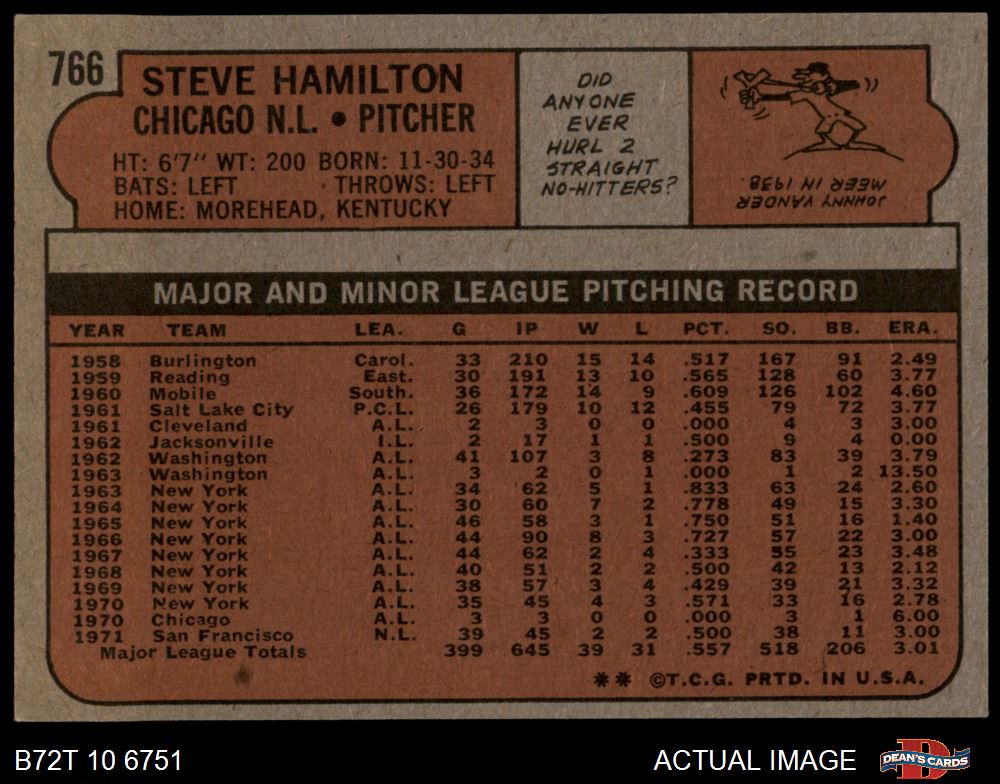 766
STEVE HAMILTON
CHICAGO N.L. • PITCHER
HT: 6'7" WT: 200 BORN: 11-30-34
BATS: LEFT THROWS: LEFT
HOME: MOREHEAD, KENTUCKY
DID
ANYONE
EVER
HURL 2
STRAIGHT
NO-HITTERS?
JOHNNY VANDER
MEER IN 1938.
MAJOR AND MINOR LEAGUE PITCHING RECORD
YEAR TEAM LEA. G IP W L PCT. SO. BB. ERA.
1958 Burlington Carol. 33 210 15 14 .517 167 91 2.49
1959 Reading East. 30 191 13 10 .565 128 60 3.77
1960 Mobile South. 36 172 14 9 .609 126 102 4.60
1961 Salt Lake City P.C.L. 26 179 10 12 .455 79 72 3.77
1961 Cleveland A.L. 2 3 0 0 .000 4 3 3.00
1962 Jacksonville I.L. 2 17 1 1 .500 9 4 0.00
1962 Washington A.L. 41 107 3 8 .273 83 39 3.79
1963 Washington A.L. 3 2 0 1 .000 1 2 13.50
1963 New York A.L. 34 62 5 1 .833 63 24 2.60
1964 New York A.L. 30 60 7 2 .778 49 15 3.30
1965 New York A.L. 46 58 3 1 .750 51 16 1.40
1966 New York A.L. 44 90 8 3 .727 57 22 3.00
1967 New York A.L. 44 62 2 4 .333 55 23 3.48
1968 New York A.L. 40 51 2 2 .500 42 13 2.12
1969 New York A.L. 38 57 3 4 .429 39 21 3.32
1970 New York A.L. 35 45 4 3 .571 33 16 2.78
1970 Chicago A.L. 3 3 0 0 .000 3 1 6.00
1971 San Francisco N.L. 39 45 2 2 .500 38 11 3.00
Major League Totals 399 645 39 31 .557 518 206 3.01
** ©T.C.G. PRTD. IN U.S.A.
B72T 10 6751 ACTUAL IMAGE DEAN'S CARDS